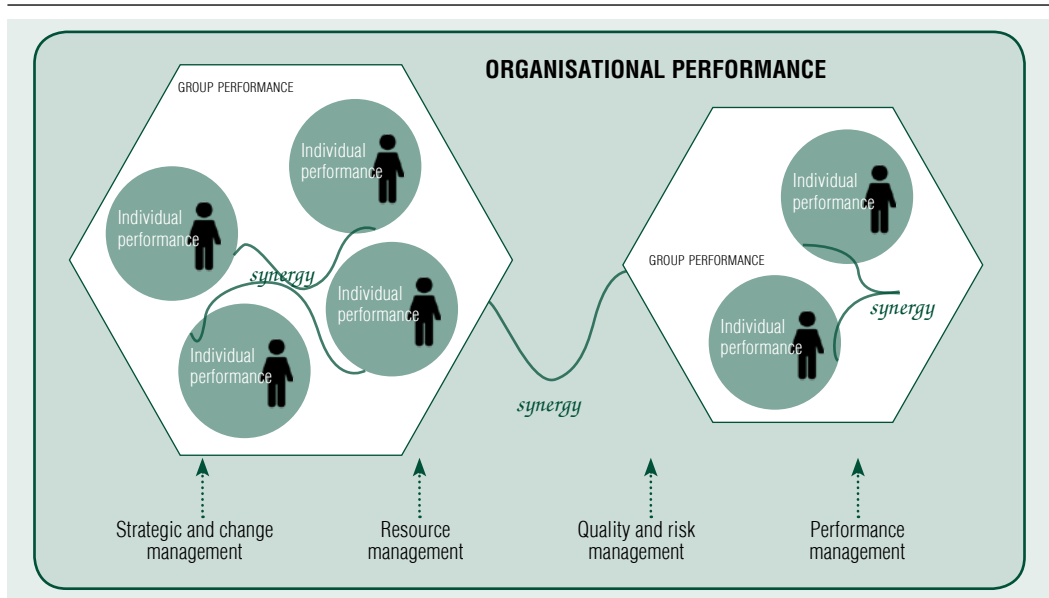 ORGANISATIONAL PERFORMANCE
GROUP PERFORMANCE
Individual
performance
Individual
performance
synergy
Individual
performance
Individual
performance
synergy
GROUP PERFORMANCE
Individual
performance
Individual
performance
synergy
Strategic and change
management
Resource
management
Quality and risk
management
Performance
management